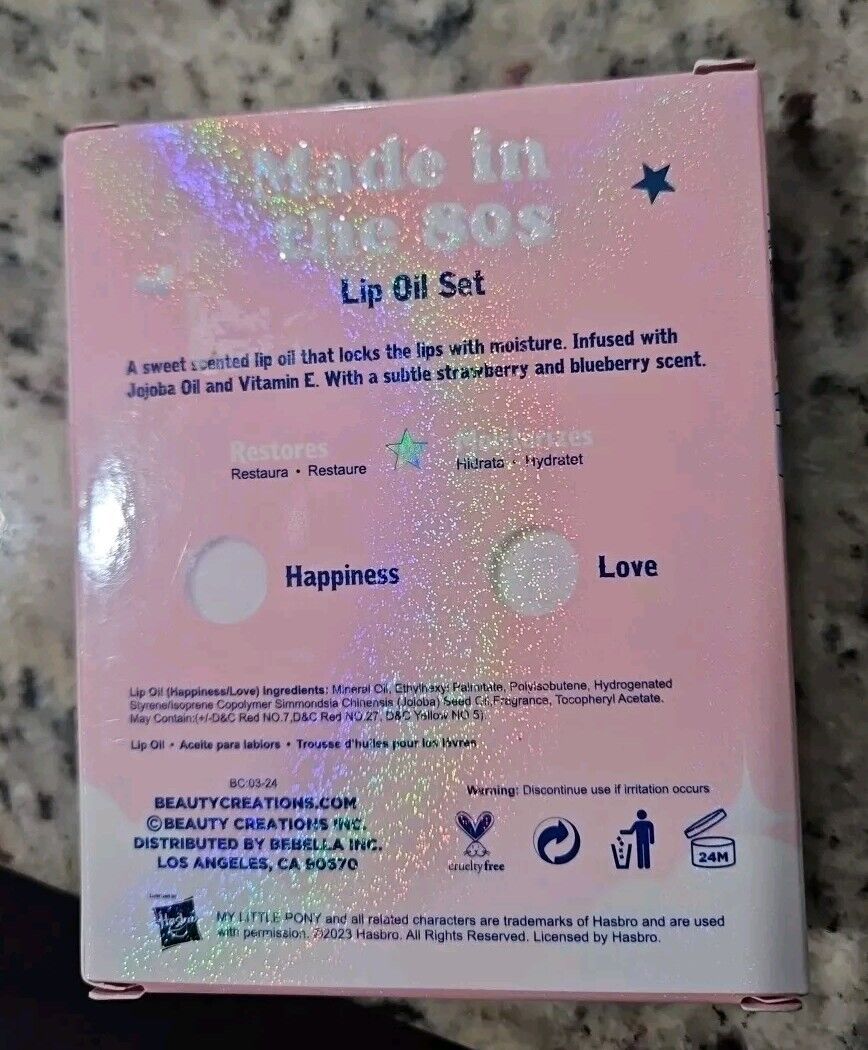 Made in
the 80s
Lip Oil Set
A sweet scented lip oil that locks the lips with moisture. Infused with
Jojoba Oil and Vitamin E. With a subtle strawberry and blueberry scent.
Restores
Moisturizes
Restaura • Restaure
Hidrata • Hydratet
Happiness
Love
Lip Oil (Happiness/Love) Ingredients: Mineral Oil, Ethylhexyl Palmitate, Polyisobutene, Hydrogenated
Styrene/Isoprene Copolymer Simmondsia Chinensis (Jojoba) Seed Oil,Fragrance, Tocopheryl Acetate.
May Contain:(+/-D&C Red NO.7,D&C Red NO.27, D&C Yellow NO 5)
Lip Oil • Aceite para labiors • Trousse d'huiles pour los lèvres
BC 03-24
BEAUTYCREATIONS.COM
©BEAUTY CREATIONS INC.
DISTRIBUTED BY BEBELLA INC.
LOS ANGELES, CA 90370
Warning: Discontinue use if irritation occurs
crueltyfree
24M
Hasbro
MY LITTLE PONY and all related characters are trademarks of Hasbro and are used
with permission. ©2023 Hasbro. All Rights Reserved. Licensed by Hasbro.